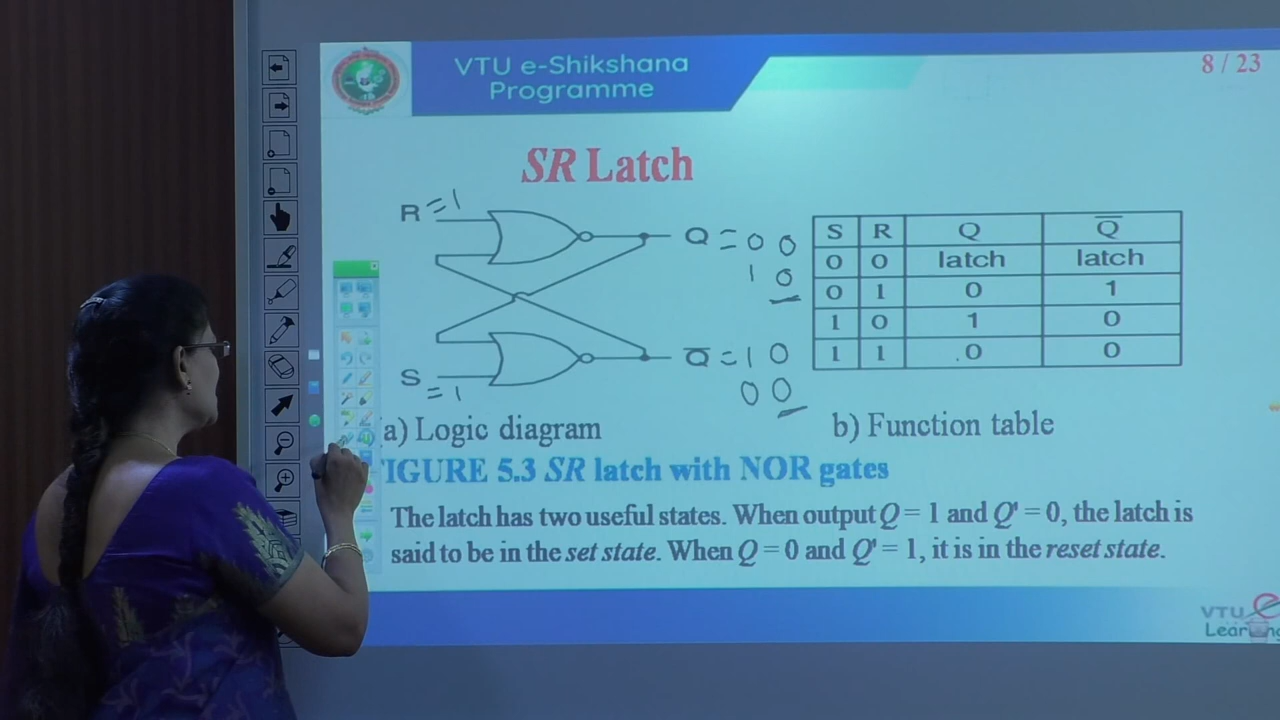 VTU e-Shikshana
Programme
8 / 23
SR Latch
R = 1
Q = 0 0
1 0
S = 1
Q̅ = 1 0
0 0
S R Q Q̅
0 0 latch latch
0 1 0 1
1 0 1 0
1 1 0 0
a) Logic diagram
b) Function table
IGURE 5.3 SR latch with NOR gates
The latch has two useful states. When output Q = 1 and Q' = 0, the latch is
said to be in the set state. When Q = 0 and Q' = 1, it is in the reset state.
VTU e
Learning